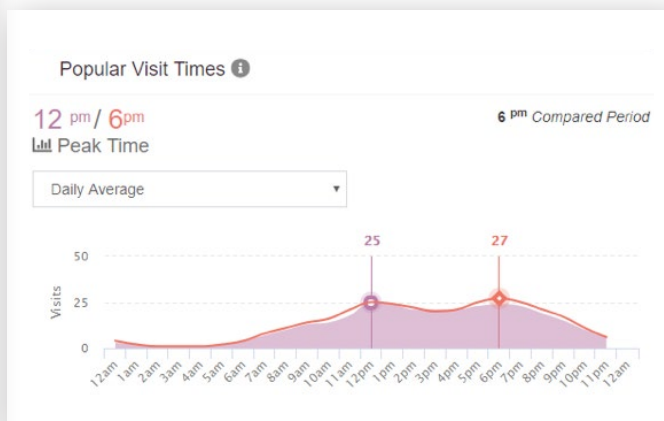 Popular Visit Times
12 pm / 6pm
6 pm Compared Period
Peak Time
Daily Average
25
27
50
25
0
Visits
12am 1am 2am 3am 4am 5am 6am 7am 8am 9am 10am 11am 12pm 1pm 2pm 3pm 4pm 5pm 6pm 7pm 8pm 9pm 10pm 11pm 12am